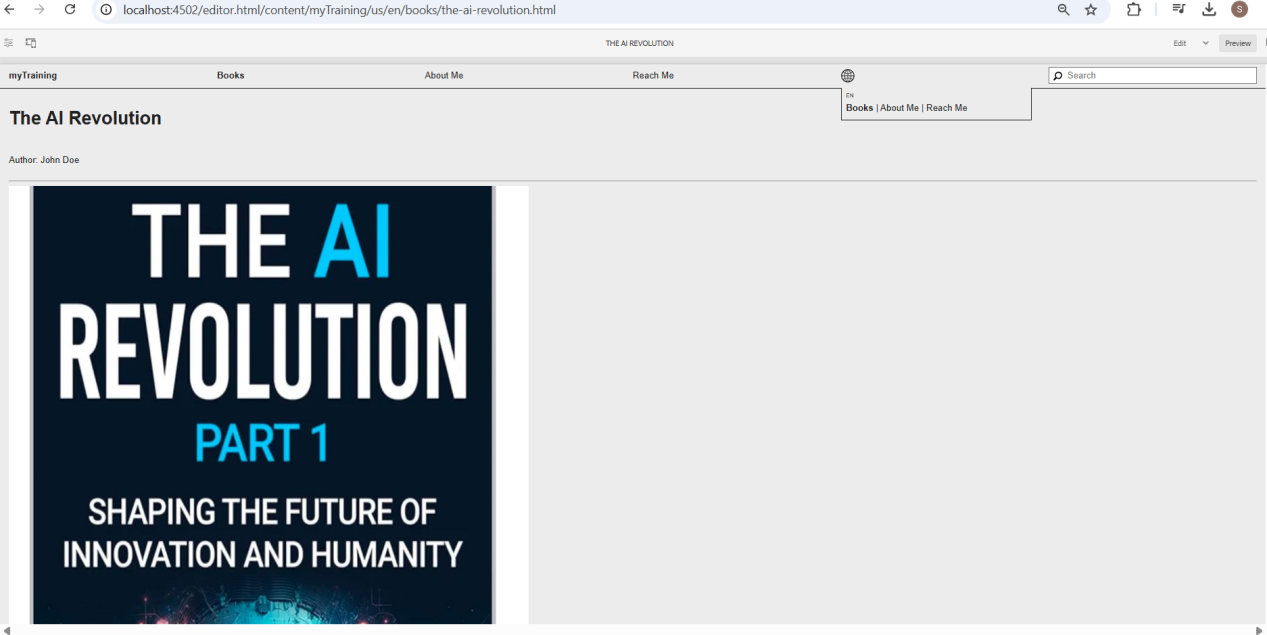 localhost:4502/editor.html/content/myTraining/us/en/books/the-ai-revolution.html
S
THE AI REVOLUTION
Edit
Preview
myTraining
Books
About Me
Reach Me
Search
EN
Books | About Me | Reach Me
The AI Revolution
Author: John Doe
THE AI
REVOLUTION
PART 1
SHAPING THE FUTURE OF
INNOVATION AND HUMANITY